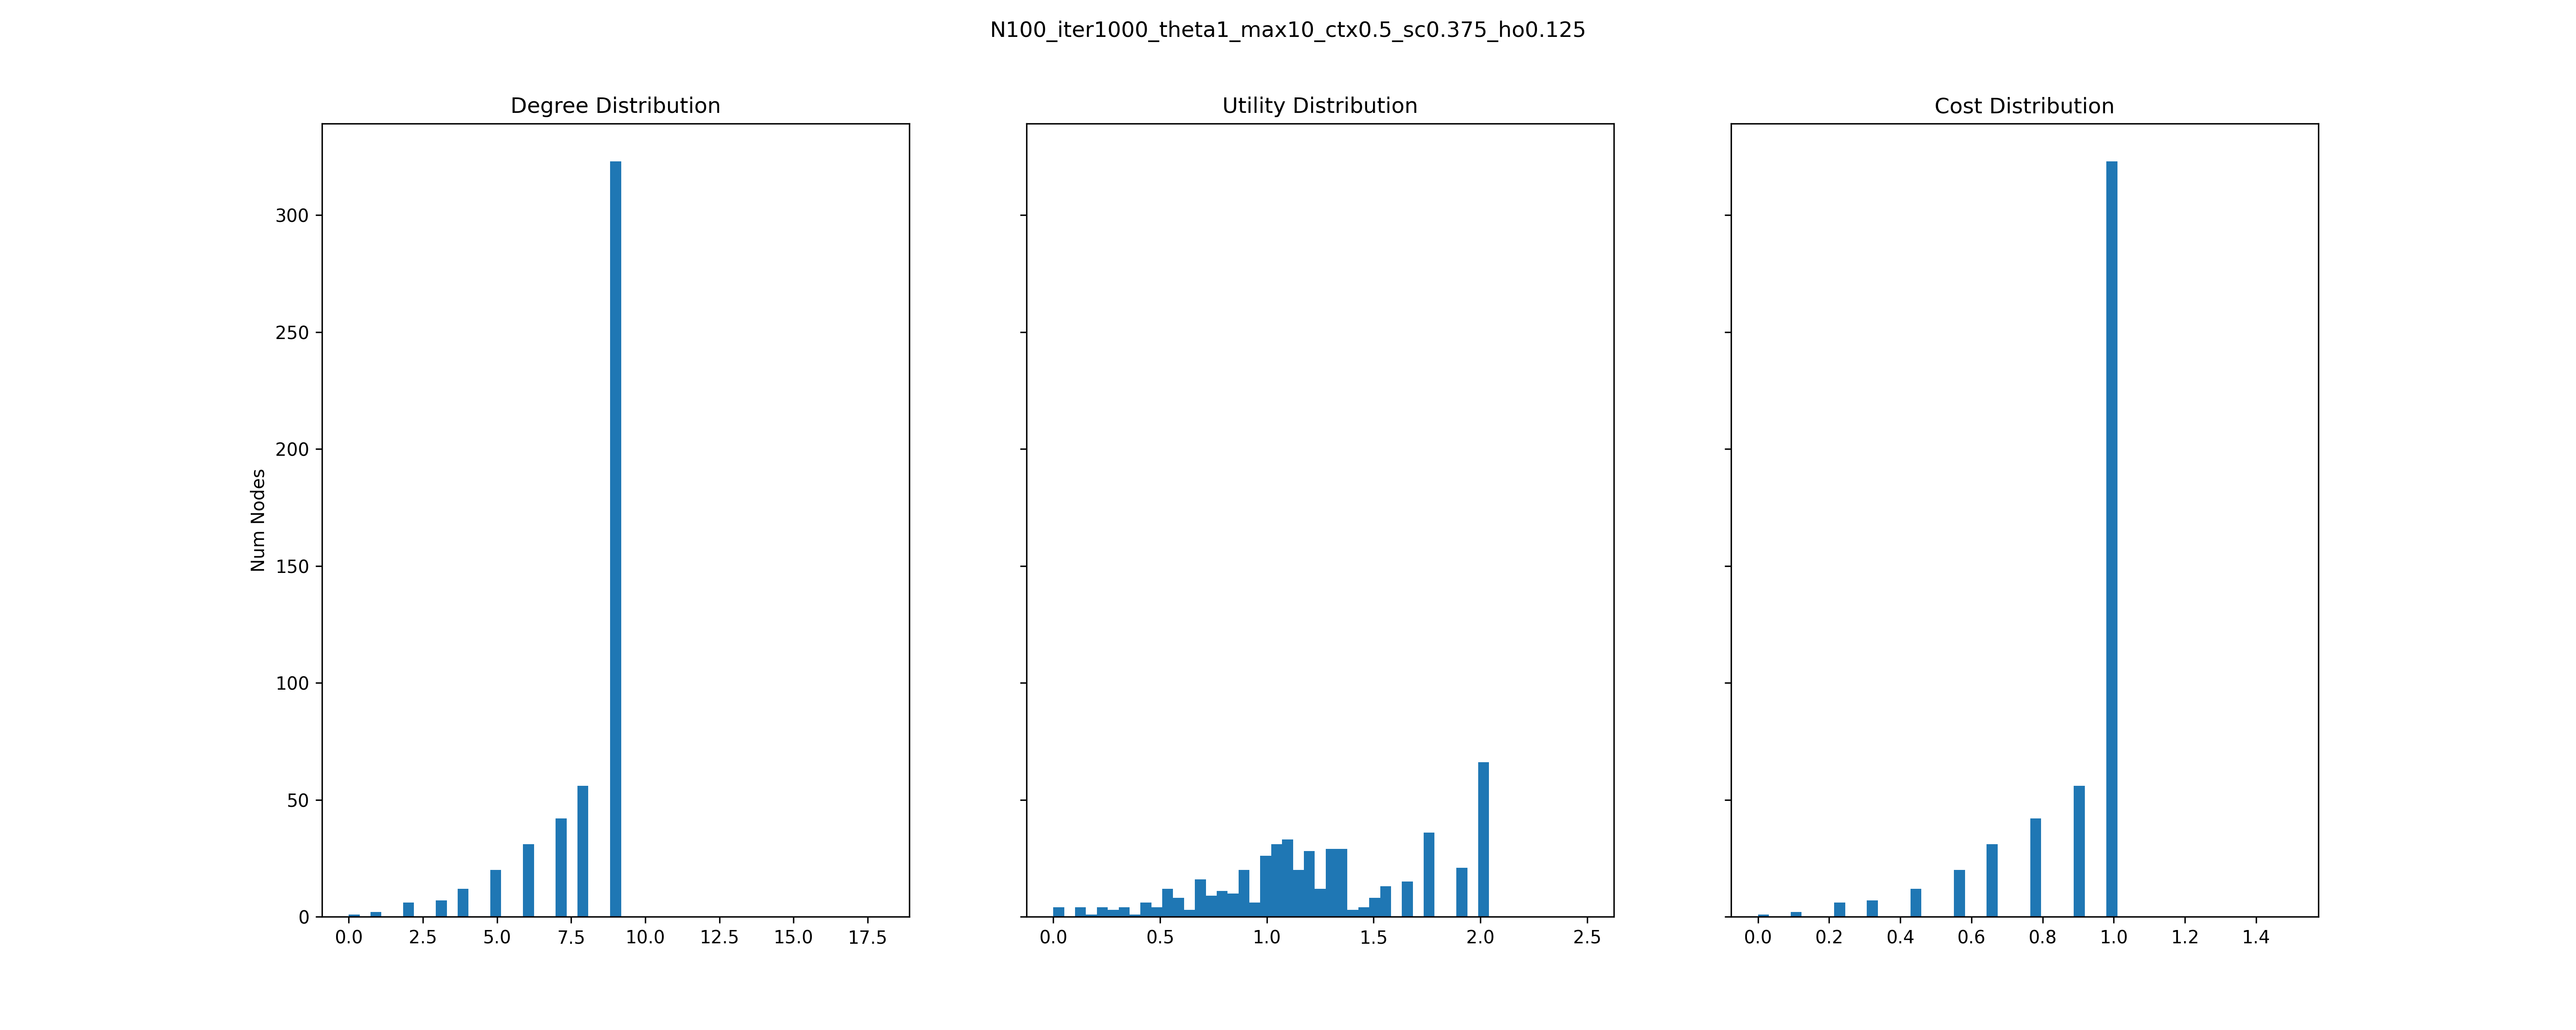 N100_iter1000_theta1_max10_ctx0.5_sc0.375_ho0.125
Degree Distribution
Utility Distribution
Cost Distribution
Num Nodes
300
250
200
150
100
50
0
0.0 2.5 5.0 7.5 10.0 12.5 15.0 17.5
0.0 0.5 1.0 1.5 2.0 2.5
0.0 0.2 0.4 0.6 0.8 1.0 1.2 1.4